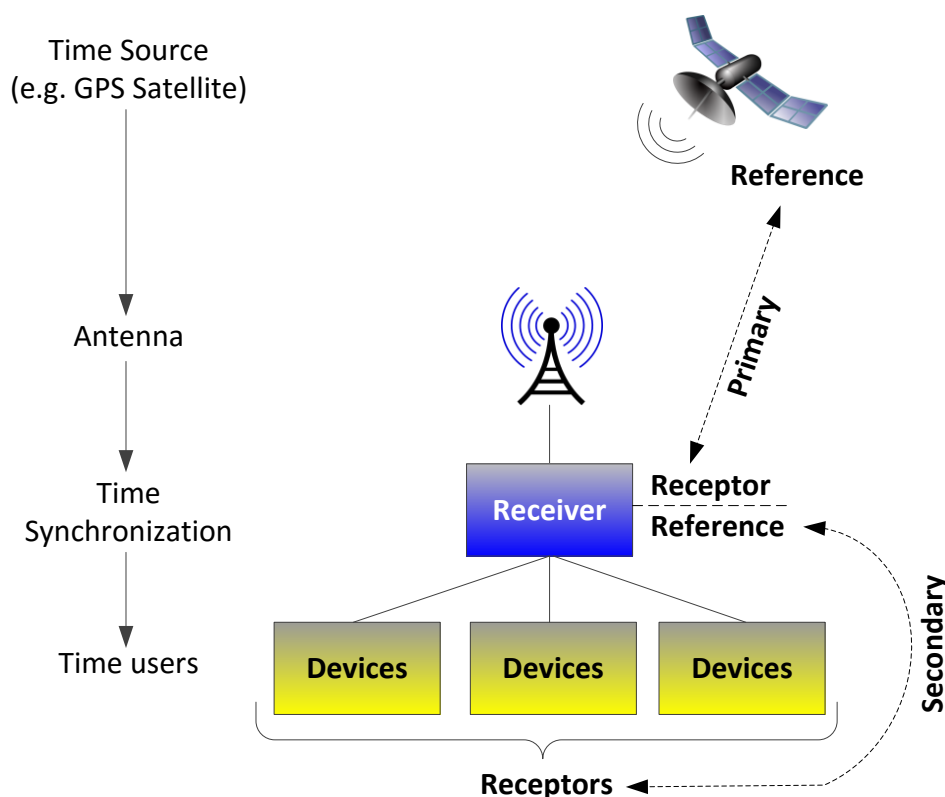 Time Source
(e.g. GPS Satellite)
Reference
Primary
Antenna
Time
Synchronization
Receiver
Receptor
Reference
Secondary
Time users
Devices
Devices
Devices
Receptors